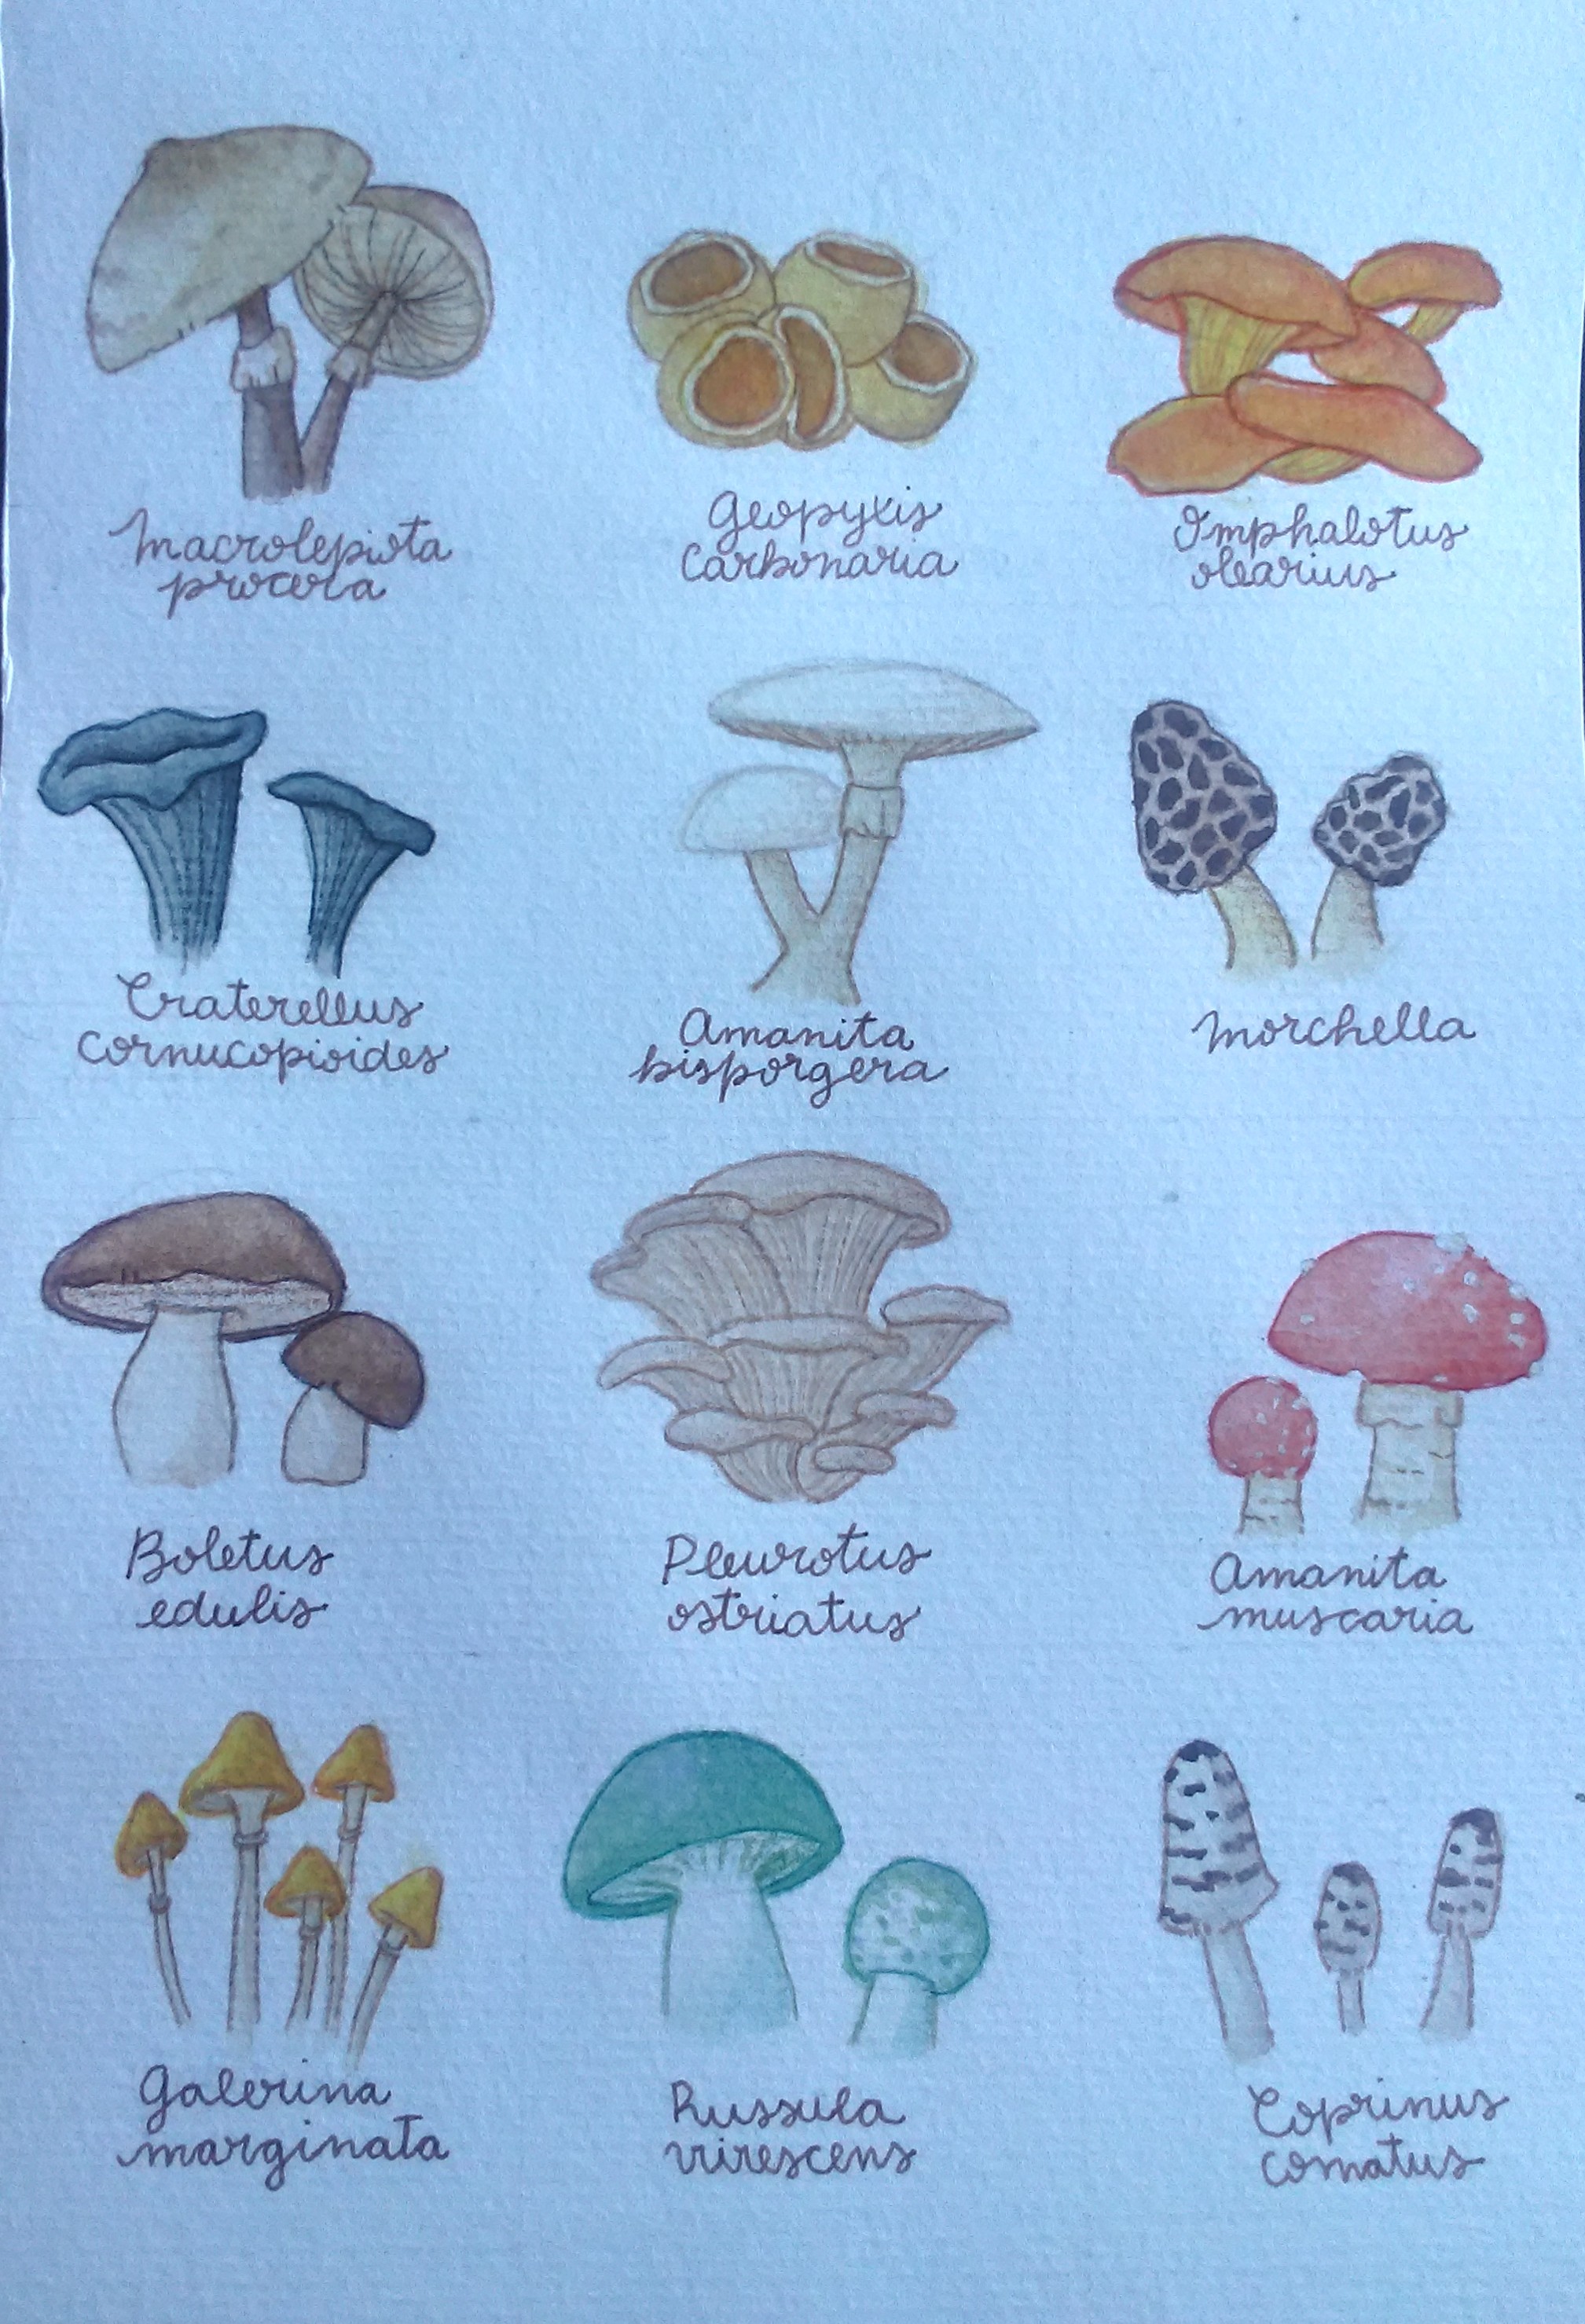 Macrolepiota
procera
Geopyxis
carbonaria
Omphalotus
olearius
Craterellus
cornucopioides
Amanita
bisporgera
Morchella
Boletus
edulis
Pleurotus
ostriatus
Amanita
muscaria
Galerina
marginata
Russula
virescens
Coprinus
comatus